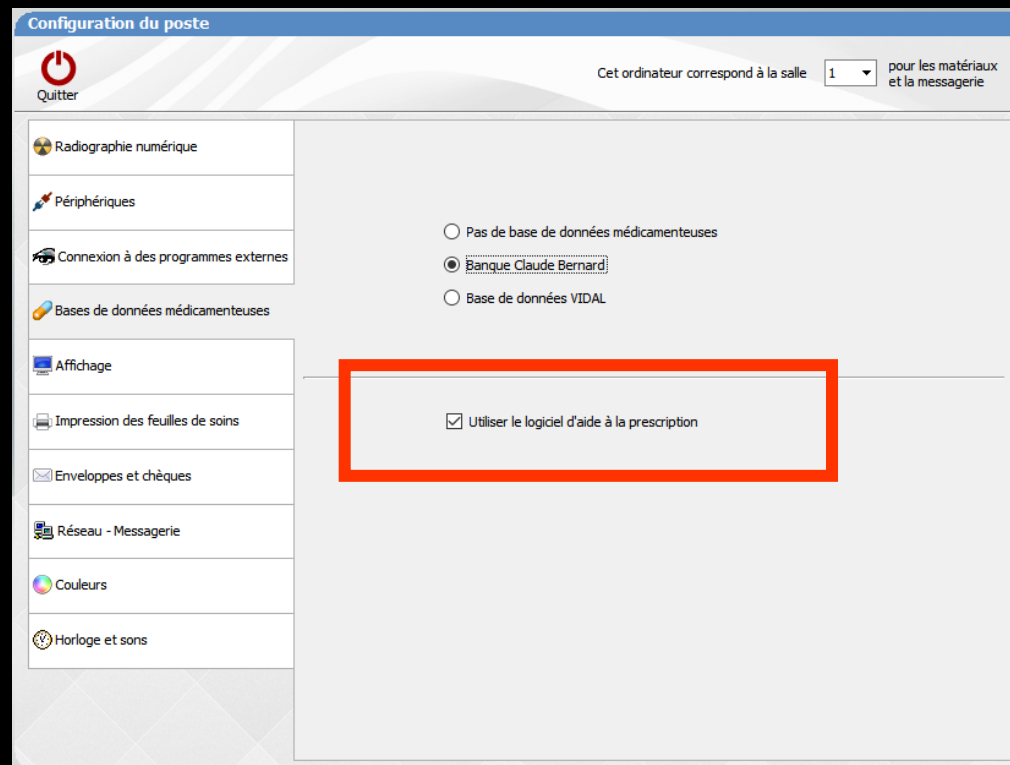 Configuration du poste
Quitter
Cet ordinateur correspond à la salle 1 pour les matériaux
et la messagerie
Radiographie numérique
Périphériques
Connexion à des programmes externes
Bases de données médicamenteuses
Affichage
Impression des feuilles de soins
Enveloppes et chèques
Réseau - Messagerie
Couleurs
Horloge et sons
Pas de base de données médicamenteuses
Banque Claude Bernard
Base de données VIDAL
Utiliser le logiciel d'aide à la prescription